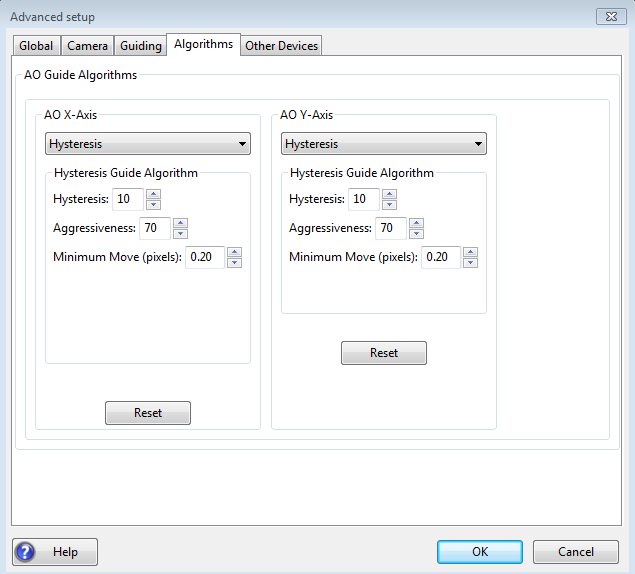 Advanced setup
Global Camera Guiding Algorithms Other Devices
AO Guide Algorithms
AO X-Axis AO Y-Axis
Hysteresis Hysteresis
Hysteresis Guide Algorithm Hysteresis Guide Algorithm
Hysteresis: 10 Hysteresis: 10
Aggressiveness: 70 Aggressiveness: 70
Minimum Move (pixels): 0.20 Minimum Move (pixels): 0.20
Reset
Reset
? Help OK Cancel